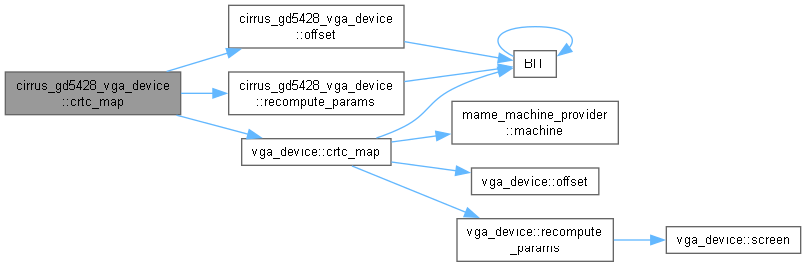 cirrus_gd5428_vga_device
::crtc_map
cirrus_gd5428_vga_device
::offset
cirrus_gd5428_vga_device
::recompute_params
vga_device::crtc_map
BIT
mame_machine_provider
::machine
vga_device::offset
vga_device::recompute
_params
vga_device::screen